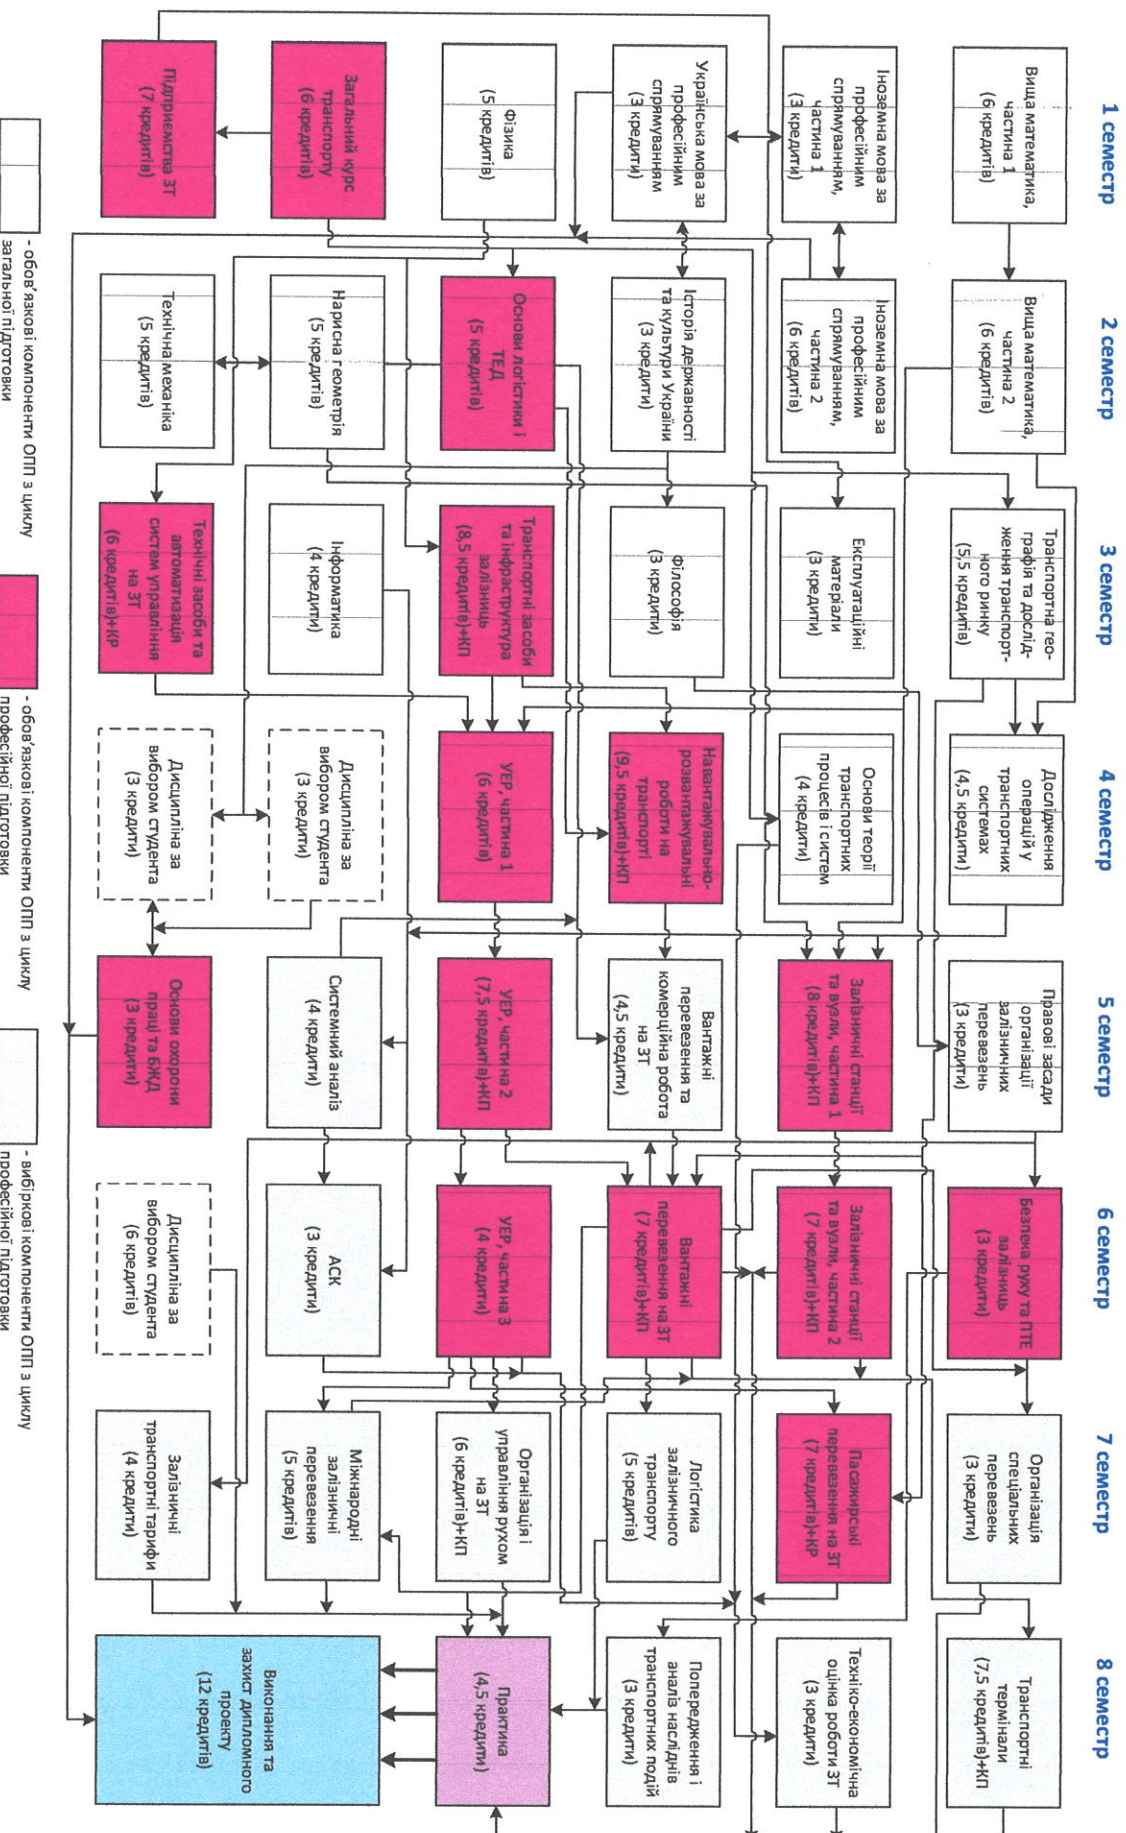 1 семестр
Вища математика,
частина 1
(6 кредитів)
Іноземна мова за
професійним
спрямуванням,
частина 1
(3 кредити)
Українська мова за
професійним
спрямуванням
(3 кредити)
Фізика
(5 кредитів)
Загальний курс
транспорту
(6 кредитів)
Підприємства ЗТ
(7 кредитів)
2 семестр
Вища математика,
частина 2
(6 кредитів)
Іноземна мова за
професійним
спрямуванням,
частина 2
(6 кредитів)
Історія державності
та культури України
(3 кредити)
Основи логістики і
ТЕД
(5 кредитів)
Нарисна геометрія
(5 кредитів)
Технічна механіка
(5 кредитів)
3 семестр
Транспортна гео-
графія та дослід-
ження транспорт-
ного ринку
(5,5 кредитів)
Експлуатаційні
матеріали
(3 кредити)
Філософія
(3 кредити)
Транспортні засоби
та інфраструктура
залізниць
(8,5 кредитів)+КП
Інформатика
(4 кредити)
Технічні засоби та
автоматизація
систем управління
на ЗТ
(6 кредитів)+КР
4 семестр
Дослідження
операцій у
транспортних
системах
(4,5 кредити)
Основи теорії
транспортних
процесів і систем
(4 кредити)
Навантажувально-
розвантажувальні
роботи на
транспорті
(9,5 кредитів)+КП
УЕР, частина 1
(6 кредитів)
Дисципліна за
вибором студента
(3 кредити)
Дисципліна за
вибором студента
(3 кредити)
5 семестр
Правові засади
організації
залізничних
перевезень
(3 кредити)
Залізничні станції
та вузли, частина 1
(8 кредитів)+КП
Вантажні
перевезення та
комерційна робота
на ЗТ
(4,5 кредити)
УЕР, частина 2
(7,5 кредитів)+КП
Системний аналіз
(4 кредити)
Основи охорони
праці та БЖД
(3 кредити)
6 семестр
Безпека руху та ПТЕ
залізниць
(3 кредити)
Залізничні станції
та вузли, частина 2
(7 кредитів)+КП
Вантажні
перевезення на ЗТ
(7 кредитів)+КП
УЕР, частина 3
(4 кредити)
АСК
(3 кредити)
Дисципліна за
вибором студента
(6 кредитів)
7 семестр
Організація
спеціальних
перевезень
(3 кредити)
Пасажирські
перевезення на ЗТ
(7 кредитів)+КР
Логістика
залізничного
транспорту
(5 кредитів)
Організація і
управління рухом
на ЗТ
(6 кредитів)+КП
Міжнародні
залізничні
перевезення
(5 кредитів)
Залізничні
транспортні тарифи
(4 кредити)
8 семестр
Транспортні
термінали
(7,5 кредитів)+КП
Техніко-економічна
оцінка роботи ЗТ
(3 кредити)
Попередження і
аналіз наслідків
транспортних подій
(3 кредити)
Практика
(4,5 кредити)
Виконання та
захист дипломного
проекту
(12 кредитів)
- обов'язкові компоненти ОПП з циклу
загальної підготовки
- обов'язкові компоненти ОПП з циклу
професійної підготовки
- вибіркові компоненти ОПП з циклу
професійної підготовки